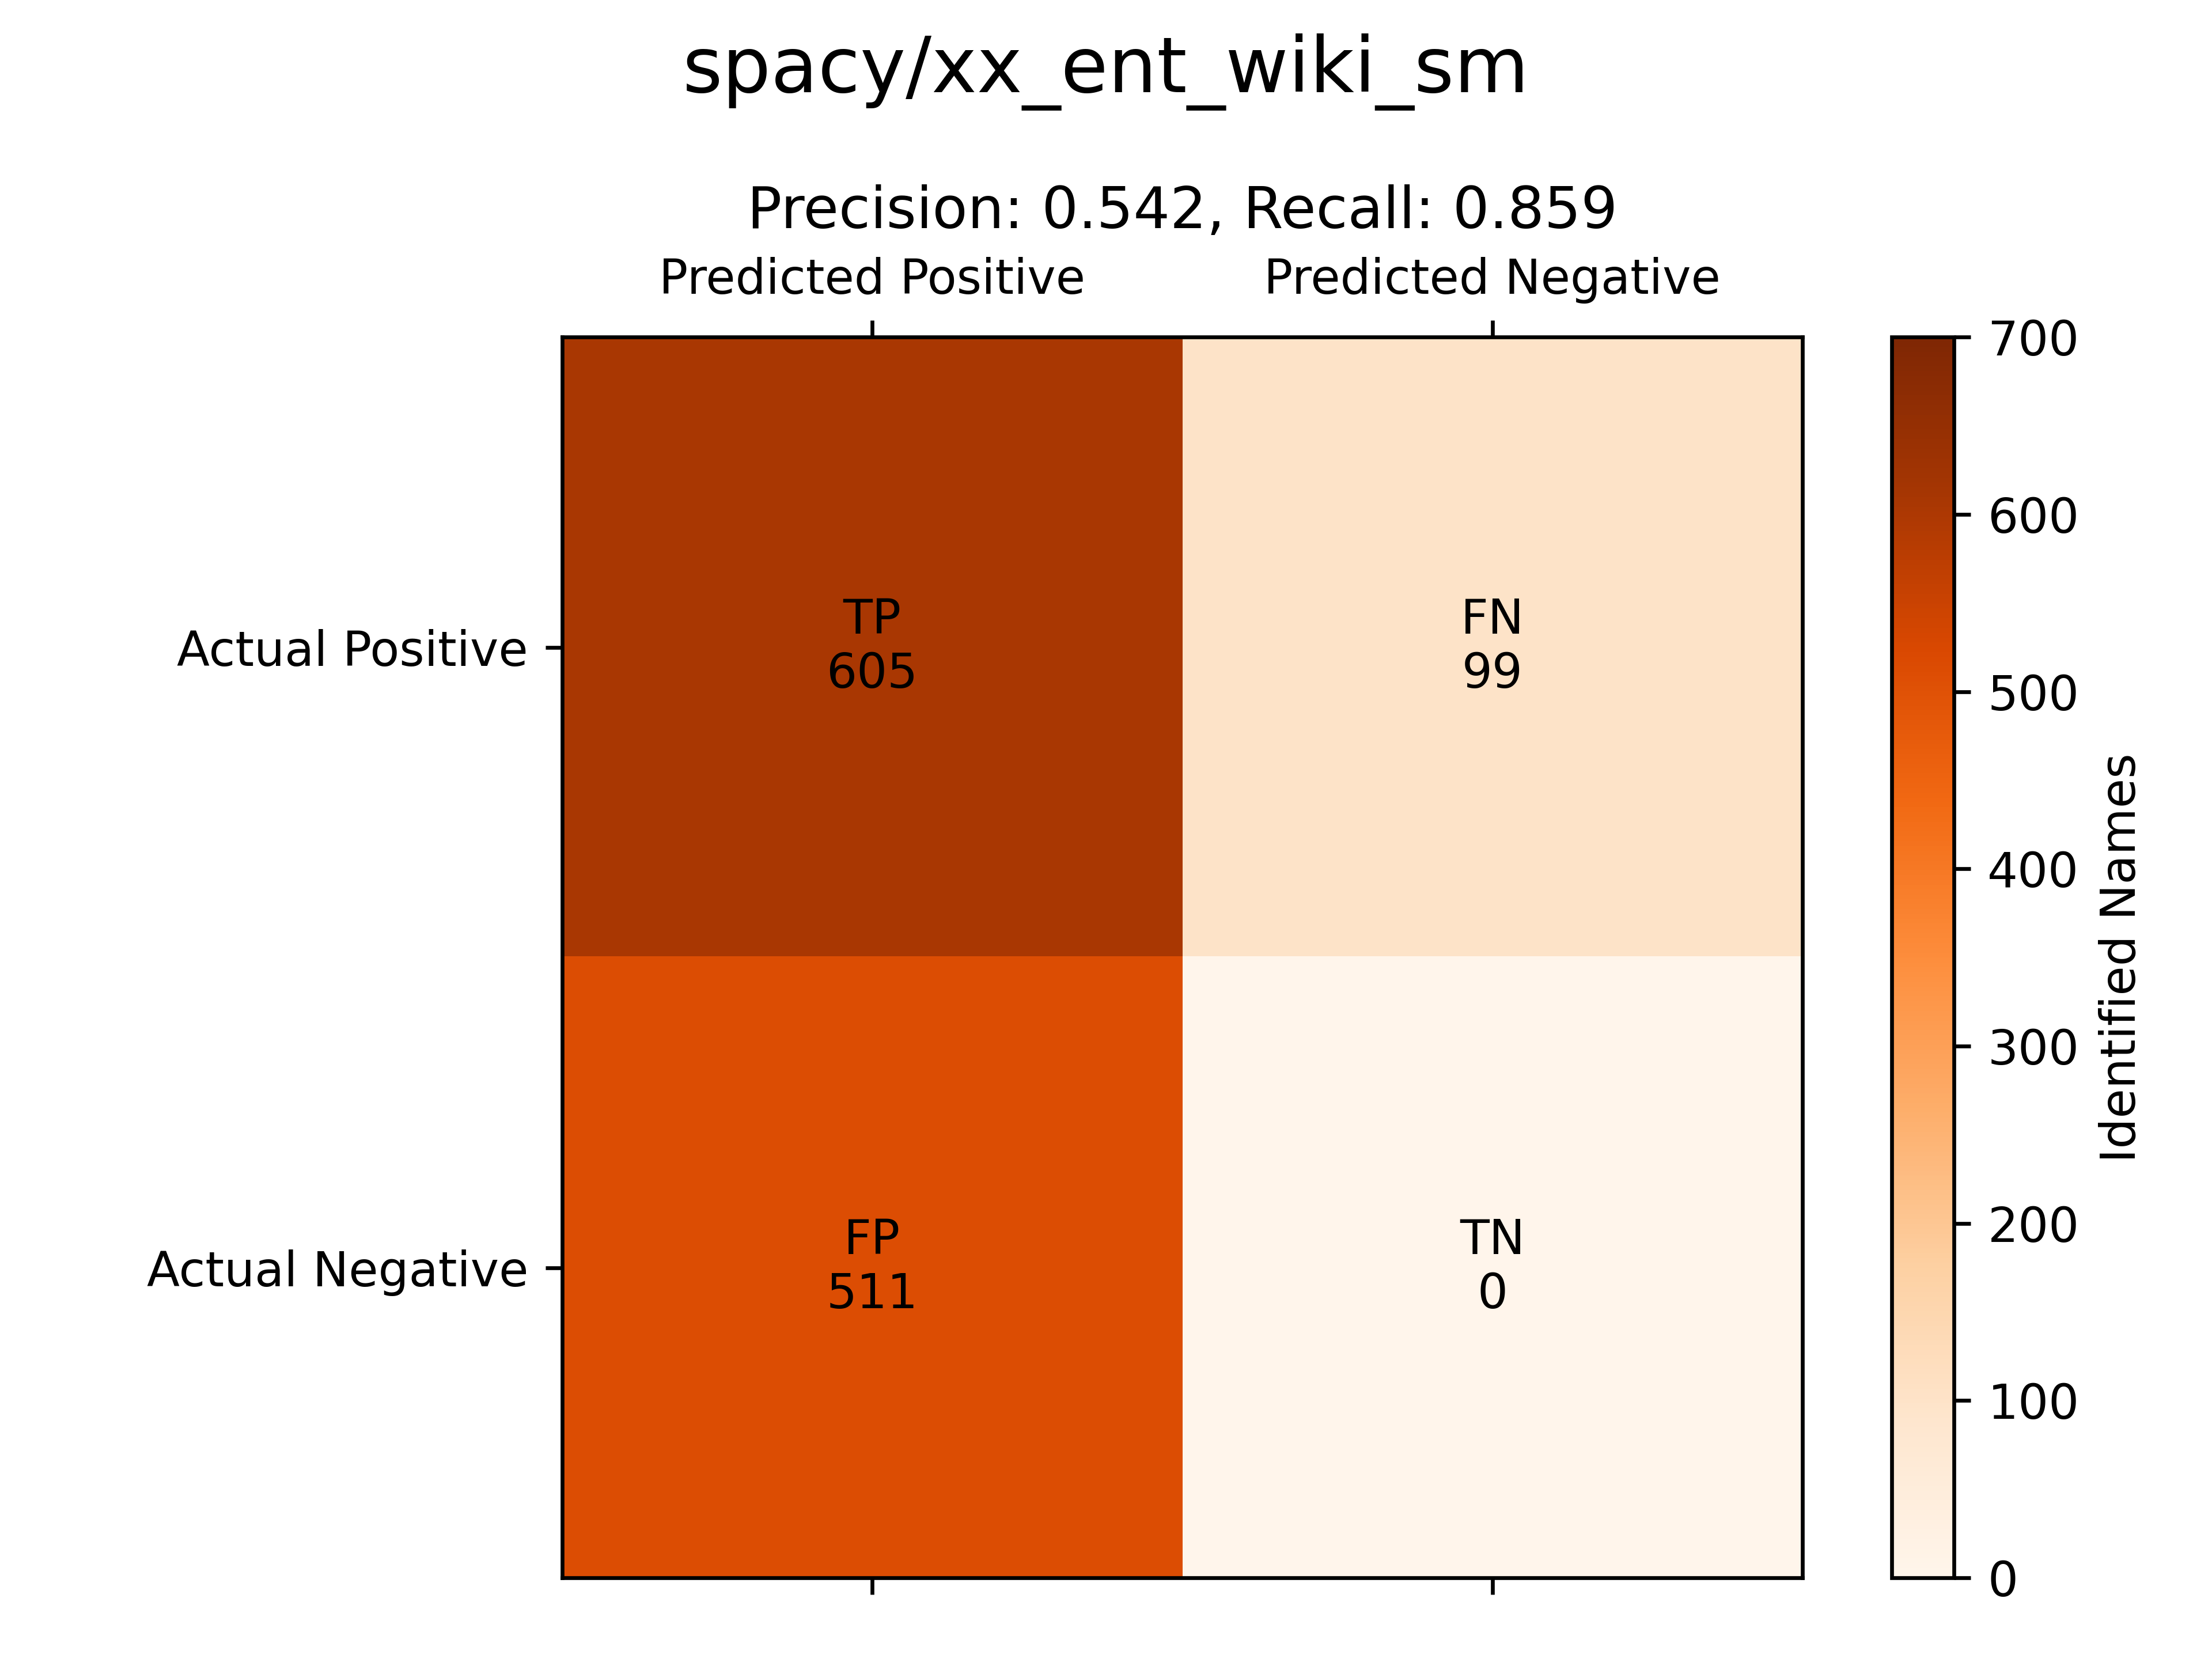 spacy/xx_ent_wiki_sm
Precision: 0.542, Recall: 0.859
Predicted Positive Predicted Negative
Actual Positive
TP
605
FN
99
Actual Negative
FP
511
TN
0
700
600
500
400
300
200
100
0
Identified Names